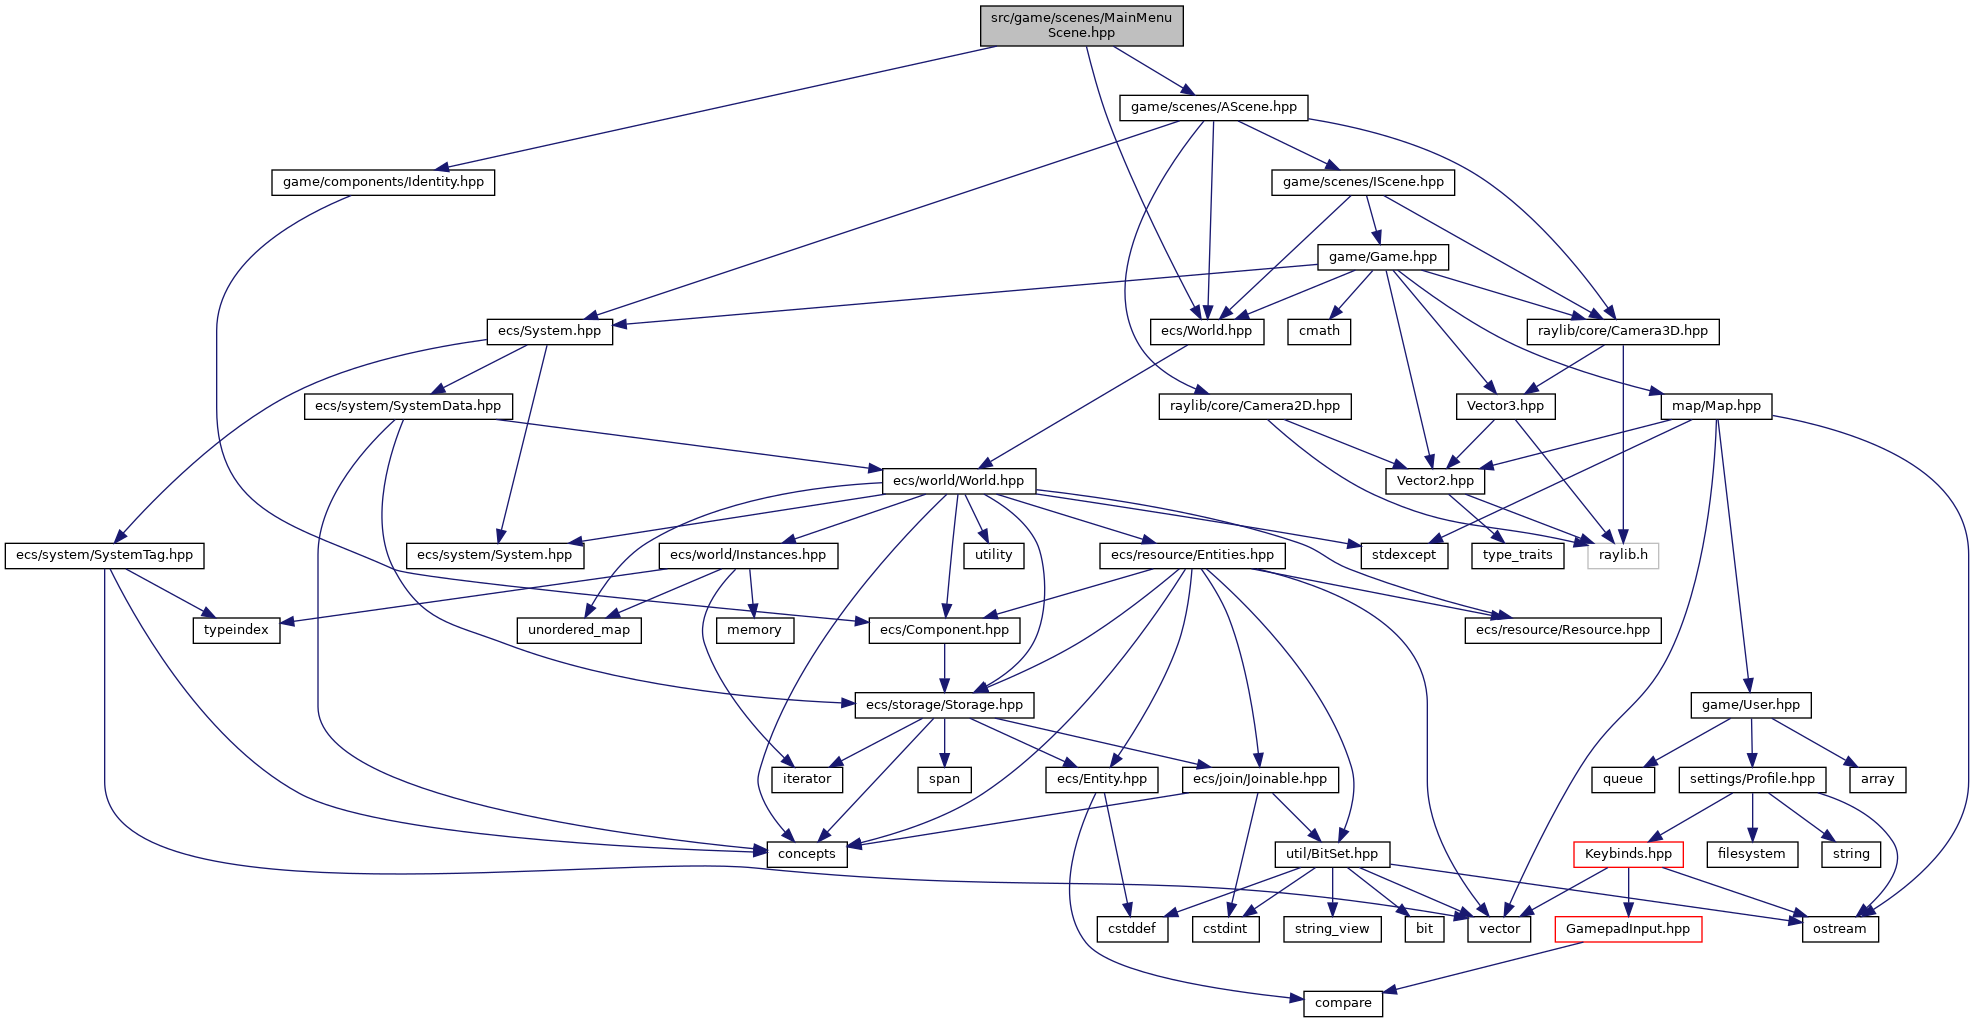 src/game/scenes/MainMenu
Scene.hpp
game/scenes/AScene.hpp
game/components/Identity.hpp
game/scenes/IScene.hpp
game/Game.hpp
ecs/System.hpp
ecs/World.hpp
cmath
raylib/core/Camera3D.hpp
ecs/system/SystemData.hpp
raylib/core/Camera2D.hpp
Vector3.hpp
map/Map.hpp
ecs/world/World.hpp
Vector2.hpp
ecs/system/SystemTag.hpp
ecs/system/System.hpp
ecs/world/Instances.hpp
utility
ecs/resource/Entities.hpp
stdexcept
type_traits
raylib.h
typeindex
unordered_map
memory
ecs/Component.hpp
ecs/resource/Resource.hpp
ecs/storage/Storage.hpp
game/User.hpp
iterator
span
ecs/Entity.hpp
ecs/join/Joinable.hpp
queue
settings/Profile.hpp
array
concepts
util/BitSet.hpp
Keybinds.hpp
filesystem
string
cstddef
cstdint
string_view
bit
vector
GamepadInput.hpp
ostream
compare